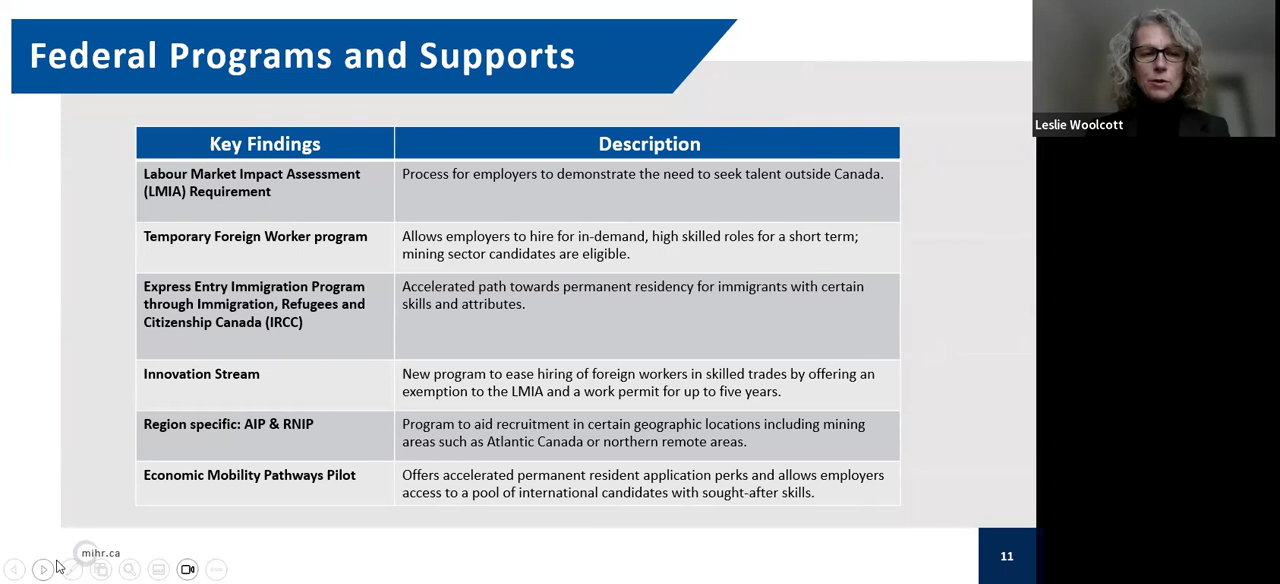 Federal Programs and Supports
Leslie Woolcott
Key Findings
Description
Labour Market Impact Assessment
(LMIA) Requirement
Process for employers to demonstrate the need to seek talent outside Canada.
Temporary Foreign Worker program
Allows employers to hire for in-demand, high skilled roles for a short term;
mining sector candidates are eligible.
Express Entry Immigration Program
through Immigration, Refugees and
Citizenship Canada (IRCC)
Accelerated path towards permanent residency for immigrants with certain
skills and attributes.
Innovation Stream
New program to ease hiring of foreign workers in skilled trades by offering an
exemption to the LMIA and a work permit for up to five years.
Region specific: AIP & RNIP
Program to aid recruitment in certain geographic locations including mining
areas such as Atlantic Canada or northern remote areas.
Economic Mobility Pathways Pilot
Offers accelerated permanent resident application perks and allows employers
access to a pool of international candidates with sought-after skills.
mihr.ca
11